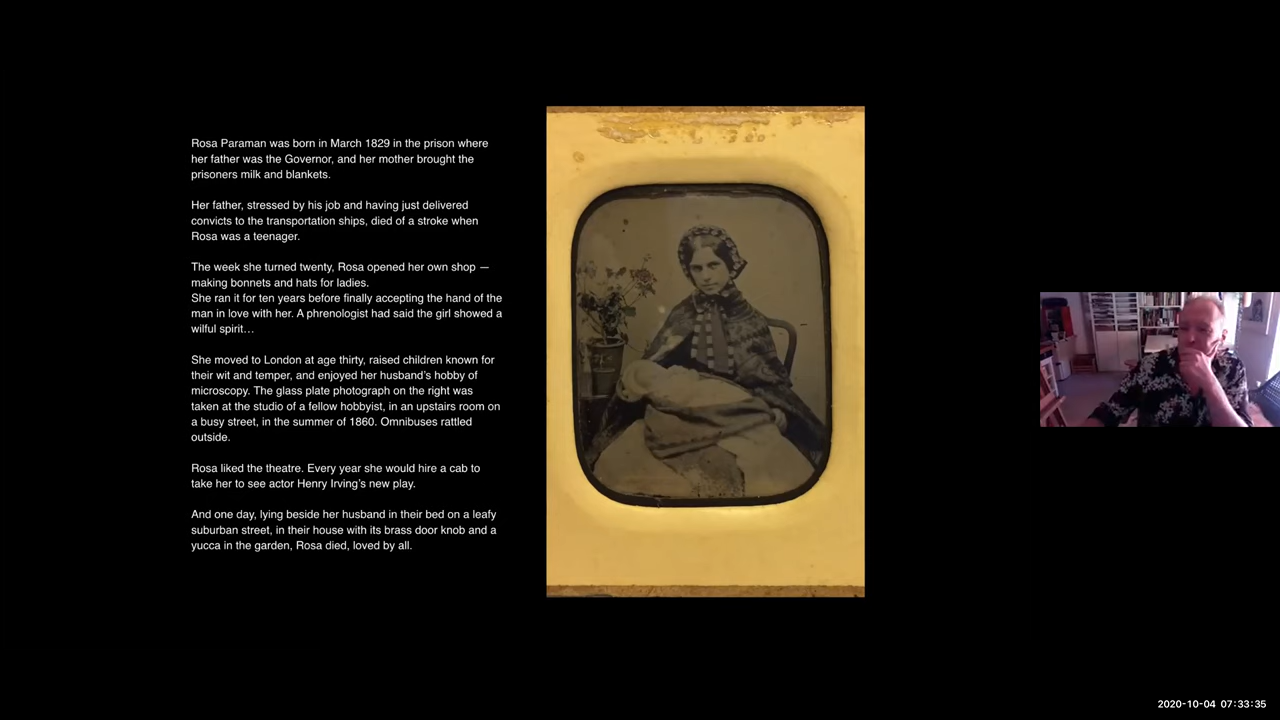 Rosa Paraman was born in March 1829 in the prison where
her father was the Governor, and her mother brought the
prisoners milk and blankets.
Her father, stressed by his job and having just delivered
convicts to the transportation ships, died of a stroke when
Rosa was a teenager.
The week she turned twenty, Rosa opened her own shop —
making bonnets and hats for ladies.
She ran it for ten years before finally accepting the hand of the
man in love with her. A phrenologist had said the girl showed a
wilful spirit…
She moved to London at age thirty, raised children known for
their wit and temper, and enjoyed her husband's hobby of
microscopy. The glass plate photograph on the right was
taken at the studio of a fellow hobbyist, in an upstairs room on
a busy street, in the summer of 1860. Omnibuses rattled
outside.
Rosa liked the theatre. Every year she would hire a cab to
take her to see actor Henry Irving's new play.
And one day, lying beside her husband in their bed on a leafy
suburban street, in their house with its brass door knob and a
yucca in the garden, Rosa died, loved by all.
2020-10-04 07:33:35